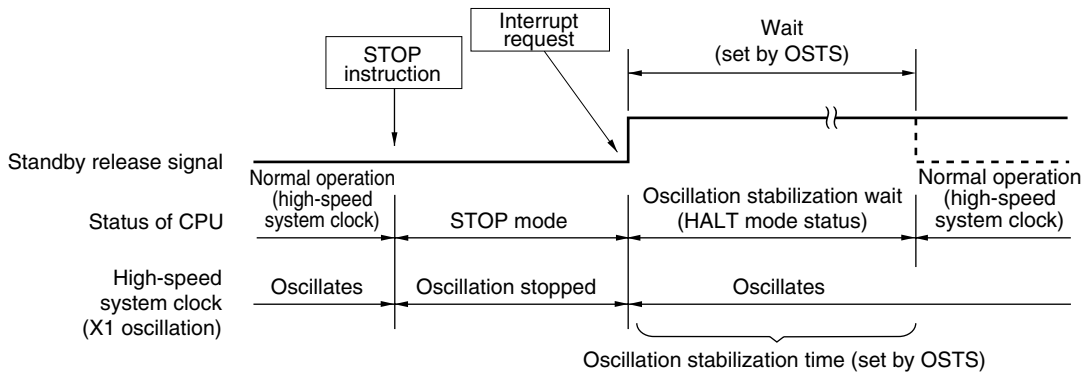 Interrupt
request
STOP
instruction
Wait
(set by OSTS)
Standby release signal
Normal operation
(high-speed
system clock)
Status of CPU
STOP mode
Oscillation stabilization wait
(HALT mode status)
Normal operation
(high-speed
system clock)
High-speed
system clock
(X1 oscillation)
Oscillates
Oscillation stopped
Oscillates
Oscillation stabilization time (set by OSTS)